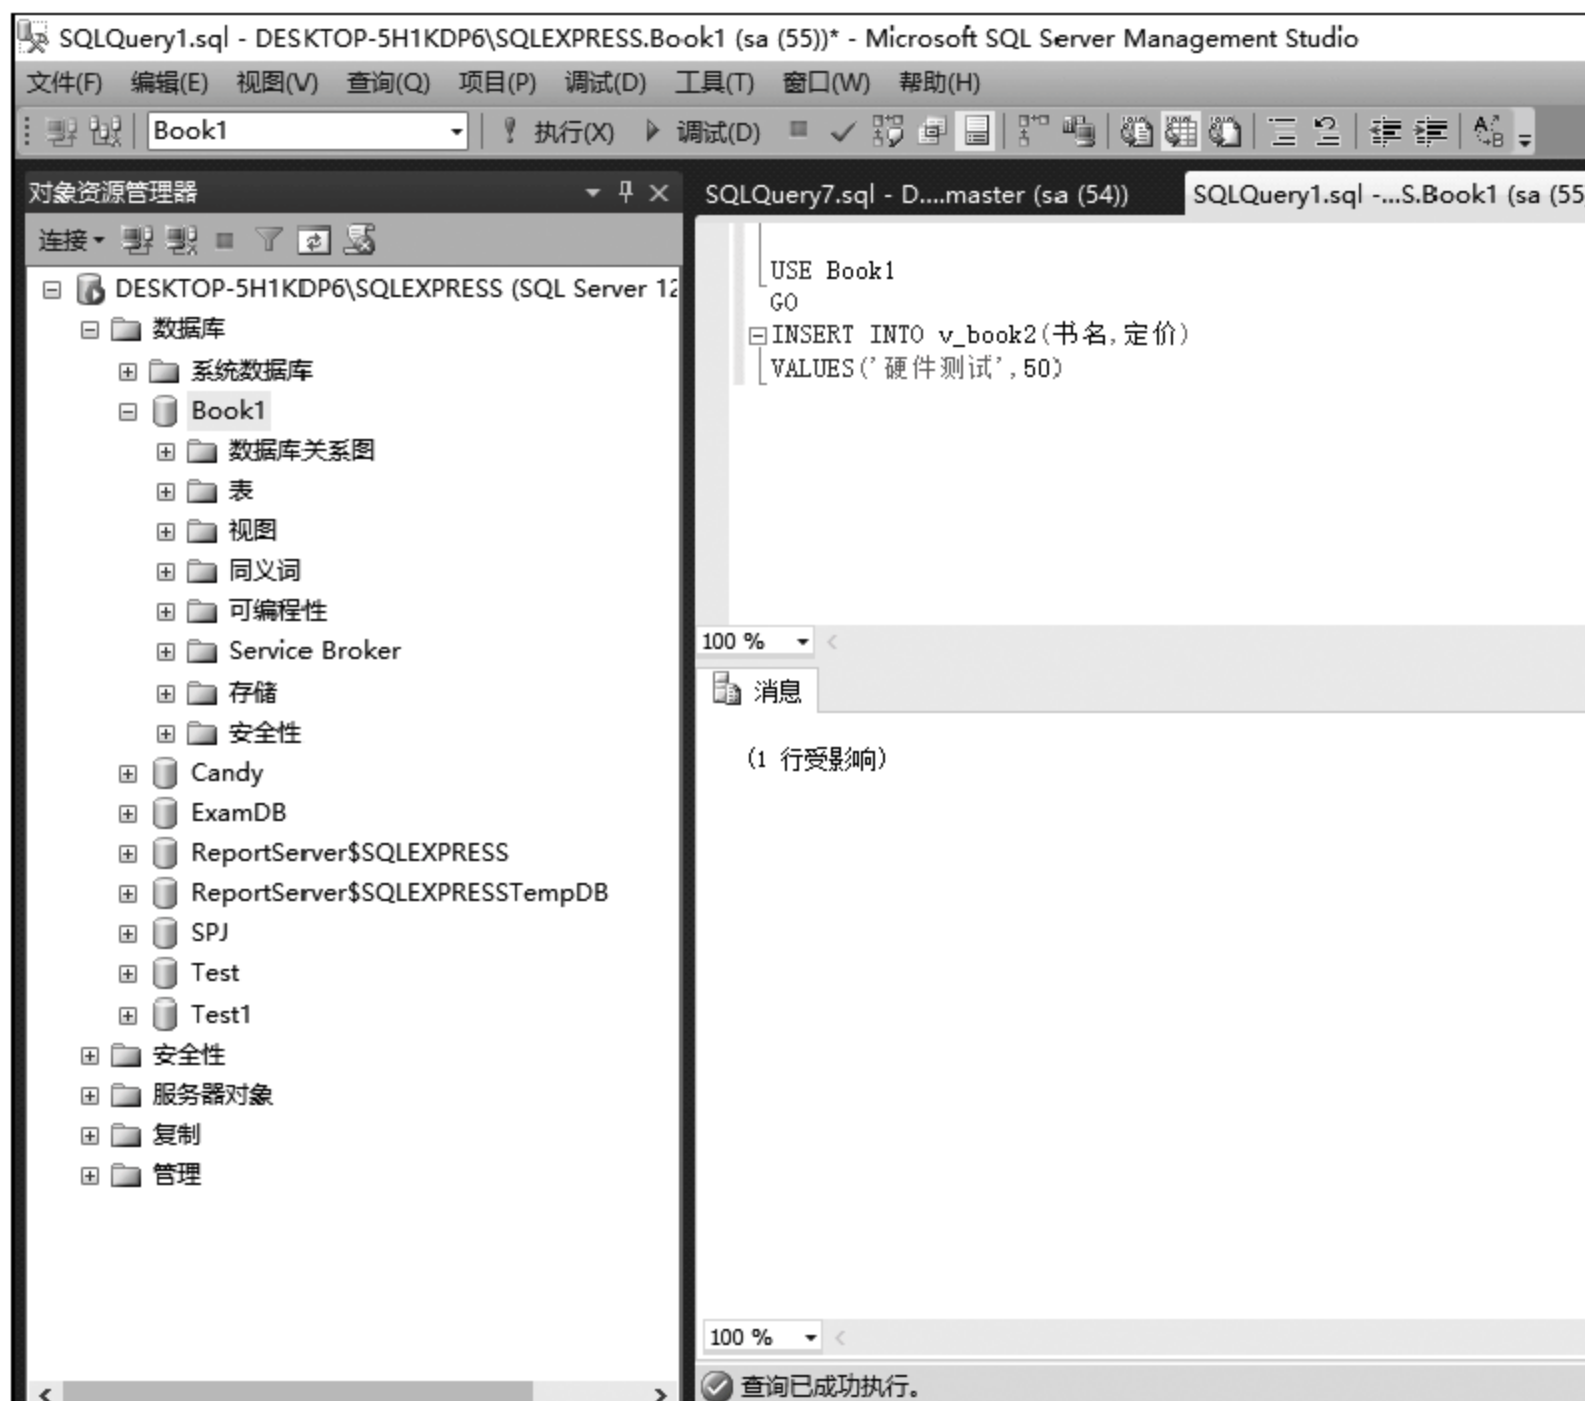 SQLQuery1.sql - DESKTOP-5H1KDP6\SQLEXPRESS.Book1 (sa (55))* - Microsoft SQL Server Management Studio
文件(F) 编辑(E) 视图(V) 查询(Q) 项目(P) 调试(D) 工具(T) 窗口(W) 帮助(H)
Book1 执行(X) 调试(D)
对象资源管理器
连接
DESKTOP-5H1KDP6\SQLEXPRESS (SQL Server 12
数据库
系统数据库
Book1
数据库关系图
表
视图
同义词
可编程性
Service Broker
存储
安全性
Candy
ExamDB
ReportServer$SQLEXPRESS
ReportServer$SQLEXPRESSTempDB
SPJ
Test
Test1
安全性
服务器对象
复制
管理
SQLQuery7.sql - D....master (sa (54)) SQLQuery1.sql -...S.Book1 (sa (55
USE Book1
GO
INSERT INTO v_book2(书名,定价)
VALUES('硬件测试',50)
100 %
消息
(1 行受影响)
100 %
查询已成功执行。